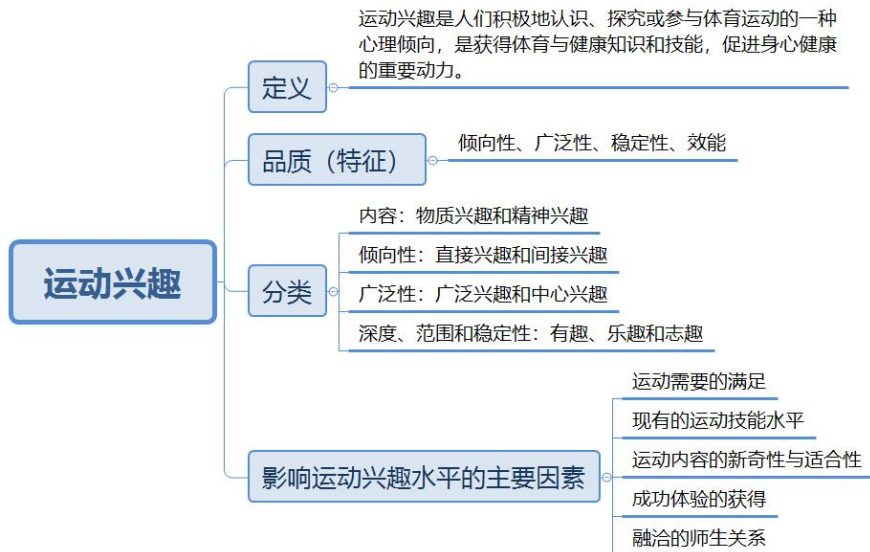 运动兴趣
定义
运动兴趣是人们积极地认识、探究或参与体育运动的一种
心理倾向，是获得体育与健康知识和技能，促进身心健康
的重要动力。
品质（特征）
倾向性、广泛性、稳定性、效能
分类
内容：物质兴趣和精神兴趣
倾向性：直接兴趣和间接兴趣
广泛性：广泛兴趣和中心兴趣
深度、范围和稳定性：有趣、乐趣和志趣
影响运动兴趣水平的主要因素
运动需要的满足
现有的运动技能水平
运动内容的新奇性与适合性
成功体验的获得
融洽的师生关系